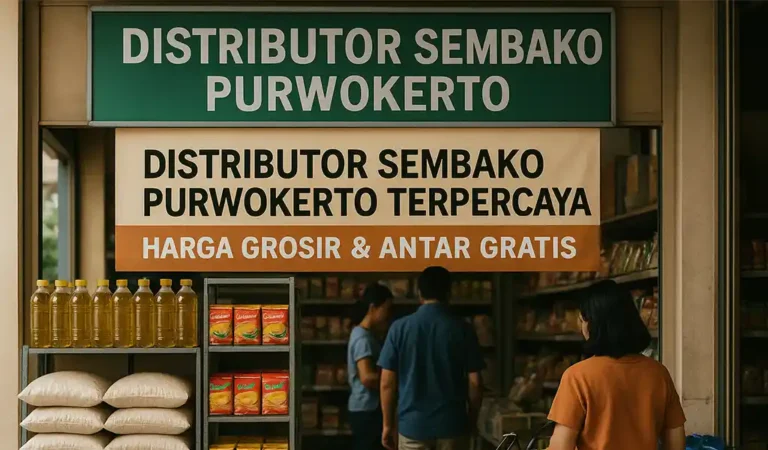 DISTRIBUTOR SEMBAKO
PURWOKERTO
DISTRIBUTOR SEMBAKO
PURWOKERTO TERPERCAYA
HARGA GROSIR & ANTAR GRATIS